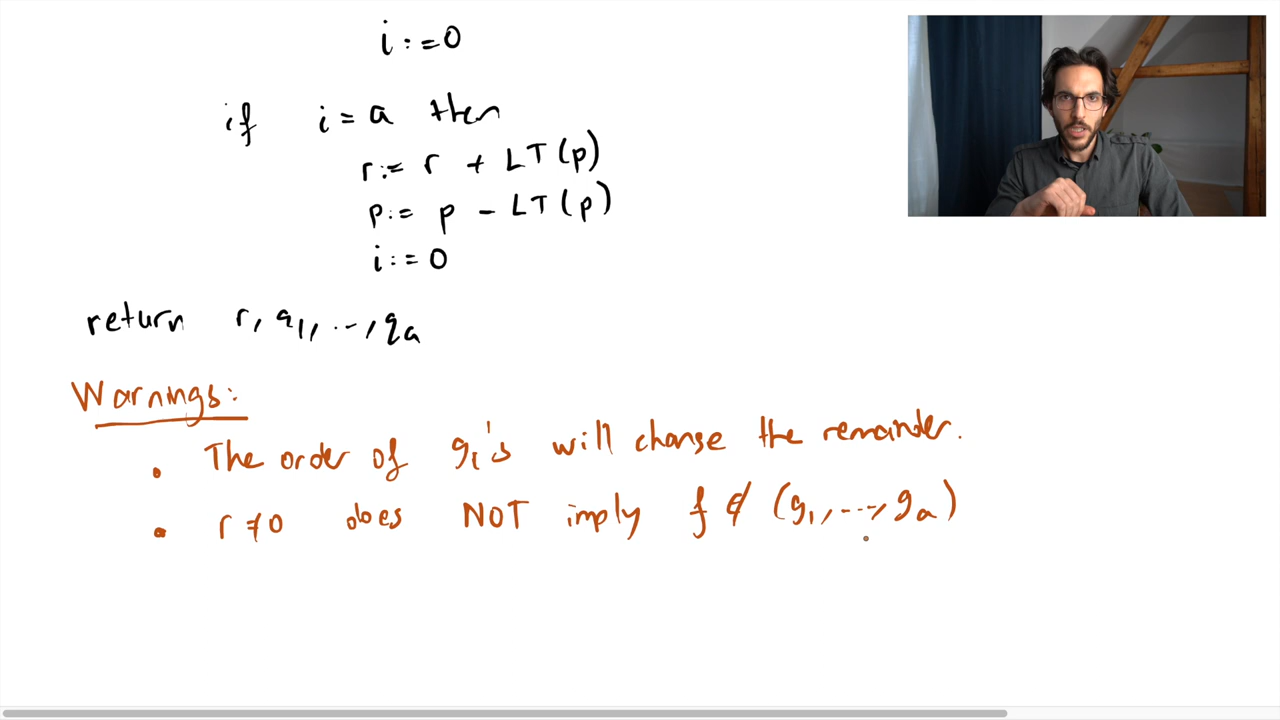 i := 0
if i = a then
r := r + LT(p)
p := p - LT(p)
i := 0
return r, q₁, ..., qₐ
Warnings:
• The order of gᵢ's will change the remainder.
• r ≠ 0 does NOT imply f ∉ (g₁, ..., gₐ)